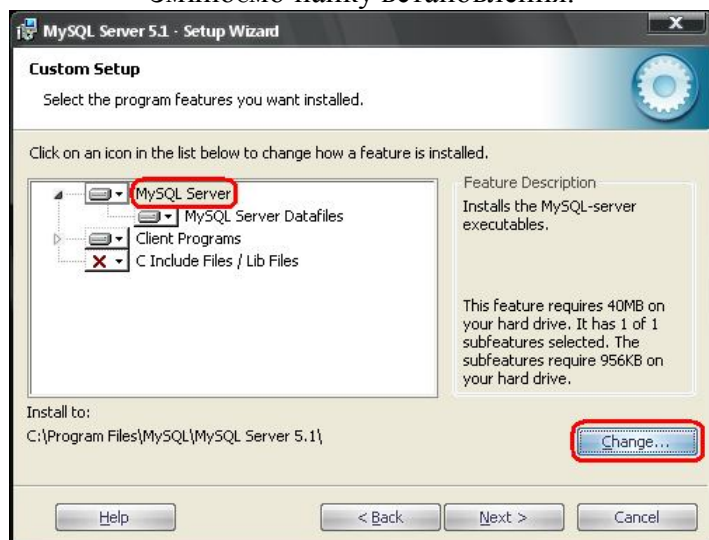 MySQL Server 5.1 - Setup Wizard
Custom Setup
Select the program features you want installed.
Click on an icon in the list below to change how a feature is installed.
MySQL Server
MySQL Server Datafiles
Client Programs
C Include Files / Lib Files
Feature Description
Installs the MySQL-server
executables.
This feature requires 40MB on
your hard drive. It has 1 of 1
subfeatures selected. The
subfeatures require 956KB on
your hard drive.
Install to:
C:\Program Files\MySQL\MySQL Server 5.1\
Change...
Help
< Back
Next >
Cancel